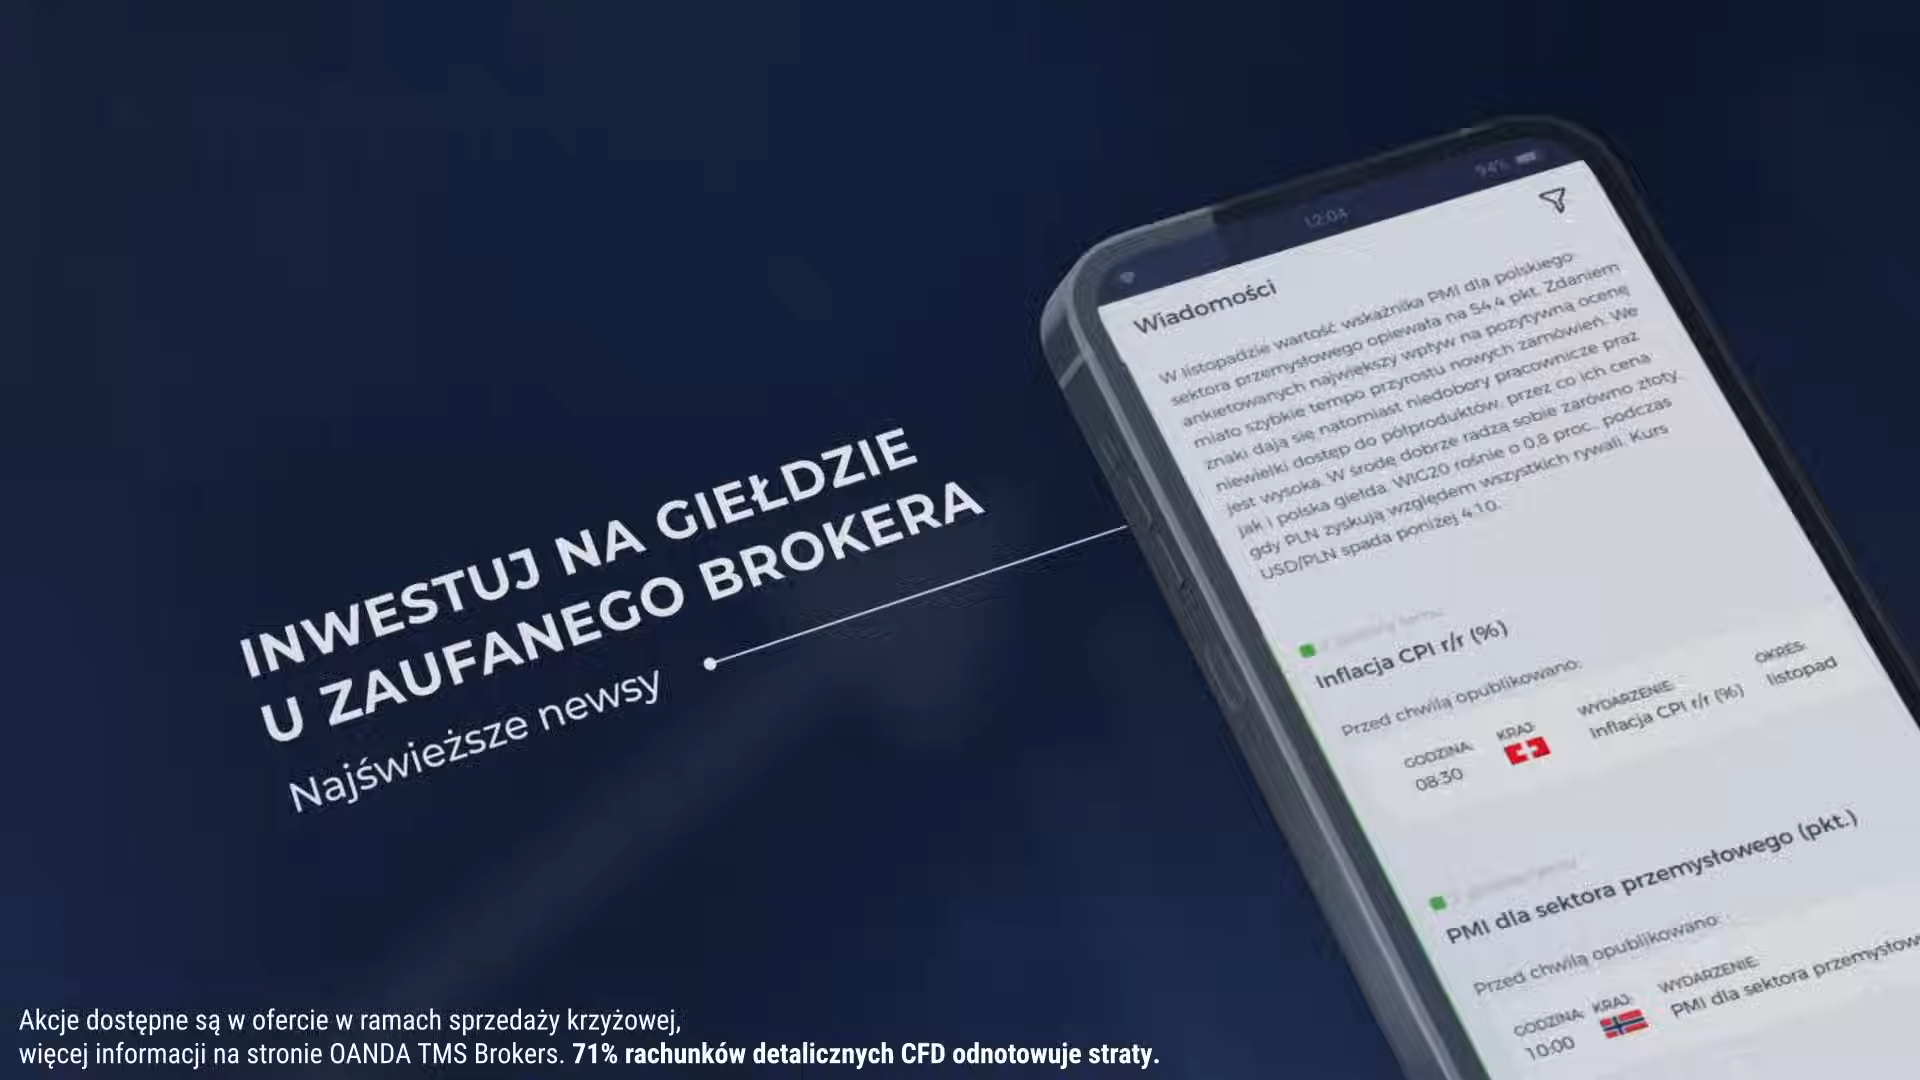 INWESTUJ NA GIEŁDZIE
U ZAUFANEGO BROKERA
Najświeższe newsy
94%
12:04
Wiadomości
W listopadzie wartość wskaźnika PMI dla polskiego
sektora przemysłowego opiewała na 54,4 pkt. Zdaniem
ankietowanych największy wpływ na pozytywną ocenę
miało szybkie tempo przyrostu nowych zamówień. We
znaki dają się natomiast niedobory pracownicze praz
niewielki dostęp do półproduktów, przez co ich cena
jest wysoka. W środę dobrze radzą sobie zarówno złoty,
jak i polska giełda. WIG20 rośnie o 0,8 proc., podczas
gdy PLN zyskują względem wszystkich rywali. Kurs
USD/PLN spada poniżej 4,10.
Inflacja CPI r/r (%)
Przed chwilą opublikowano:
GODZINA: KRAJ: WYDARZENIE: OKRES:
08:30 Inflacja CPI r/r (%) listopad
PMI dla sektora przemysłowego (pkt.)
Przed chwilą opublikowano:
GODZINA: KRAJ: WYDARZENIE:
10:00 PMI dla sektora
Akcje dostępne są w ofercie w ramach sprzedaży krzyżowej,
więcej informacji na stronie OANDA TMS Brokers. 71% rachunków detalicznych CFD odnotowuje straty.